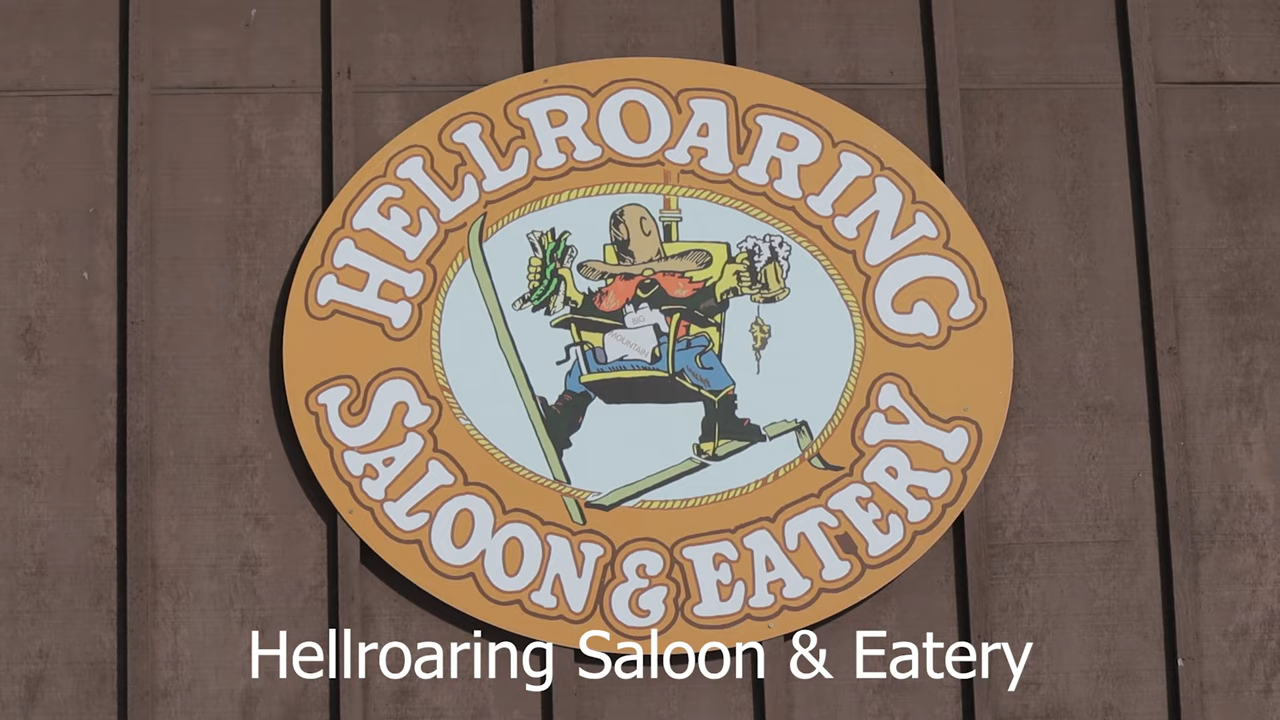 HELLROARING
BIG
MOUNTAIN
SALOON & EATERY
Hellroaring Saloon & Eatery